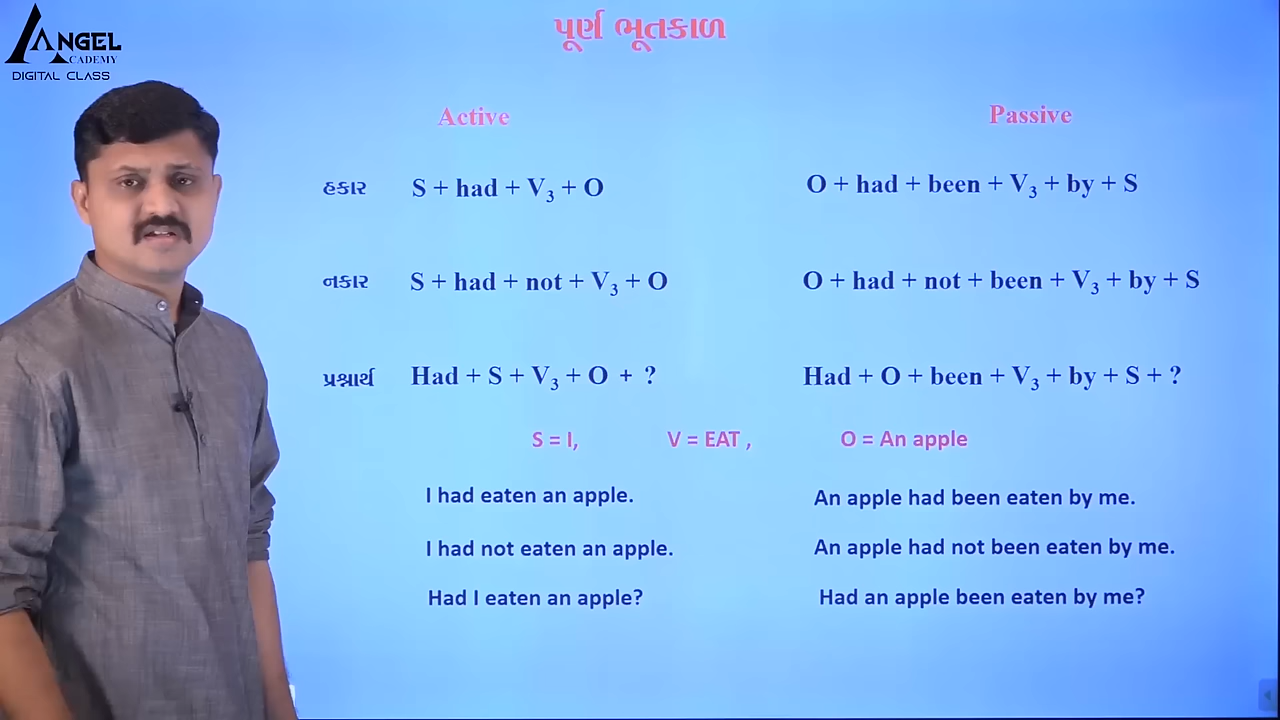 ANGEL
ACADEMY
DIGITAL CLASS
પૂર્ણ ભૂતકાળ
Active Passive
હકાર S + had + V₃ + O O + had + been + V₃ + by + S
નકાર S + had + not + V₃ + O O + had + not + been + V₃ + by + S
પ્રશ્નાર્થ Had + S + V₃ + O + ? Had + O + been + V₃ + by + S + ?
S = I, V = EAT , O = An apple
I had eaten an apple. An apple had been eaten by me.
I had not eaten an apple. An apple had not been eaten by me.
Had I eaten an apple? Had an apple been eaten by me?